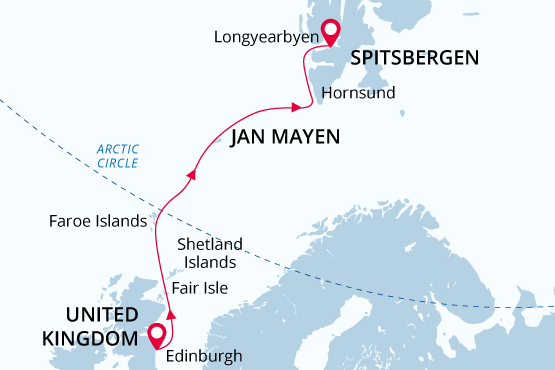 Longyearbyen
SPITSBERGEN
Hornsund
JAN MAYEN
ARCTIC
CIRCLE
Faroe Islands
Shetland
Islands
Fair Isle
UNITED
KINGDOM
Edinburgh